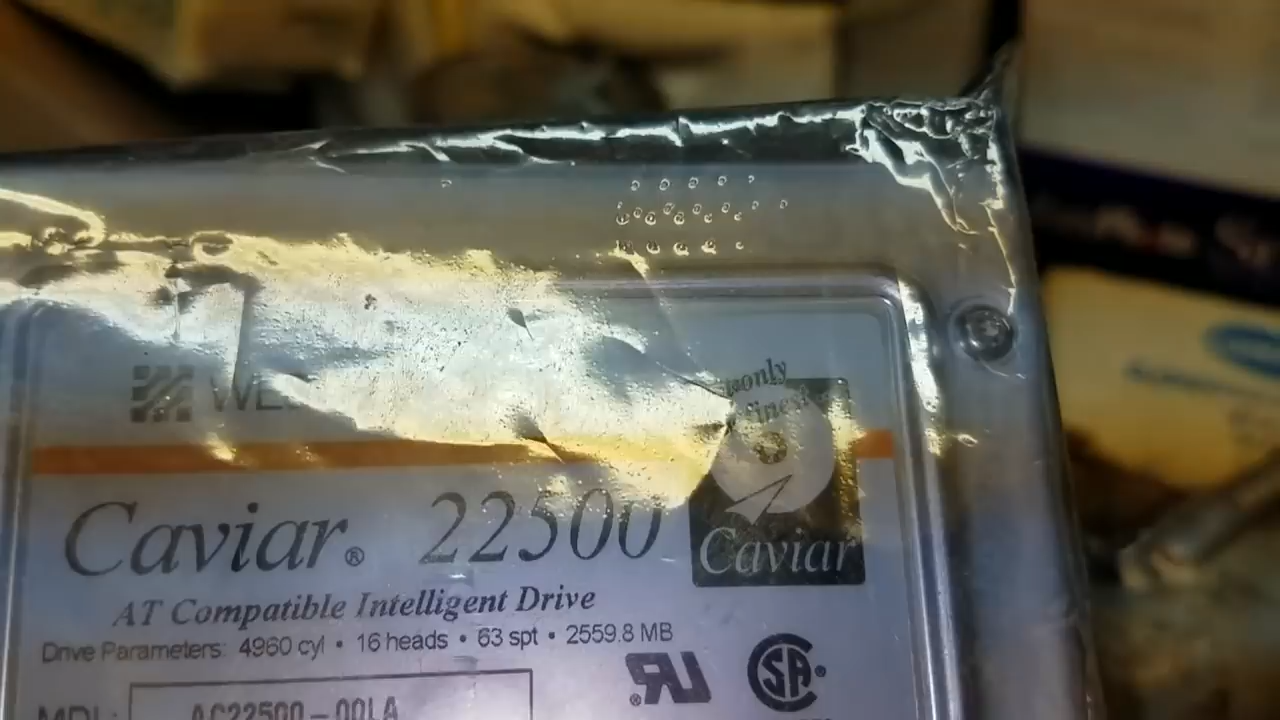 only
finest
Caviar® 22500
Caviar
AT Compatible Intelligent Drive
Drive Parameters: 4960 cyl • 16 heads • 63 spt • 2559.8 MB
MDL: AC22500-00LA